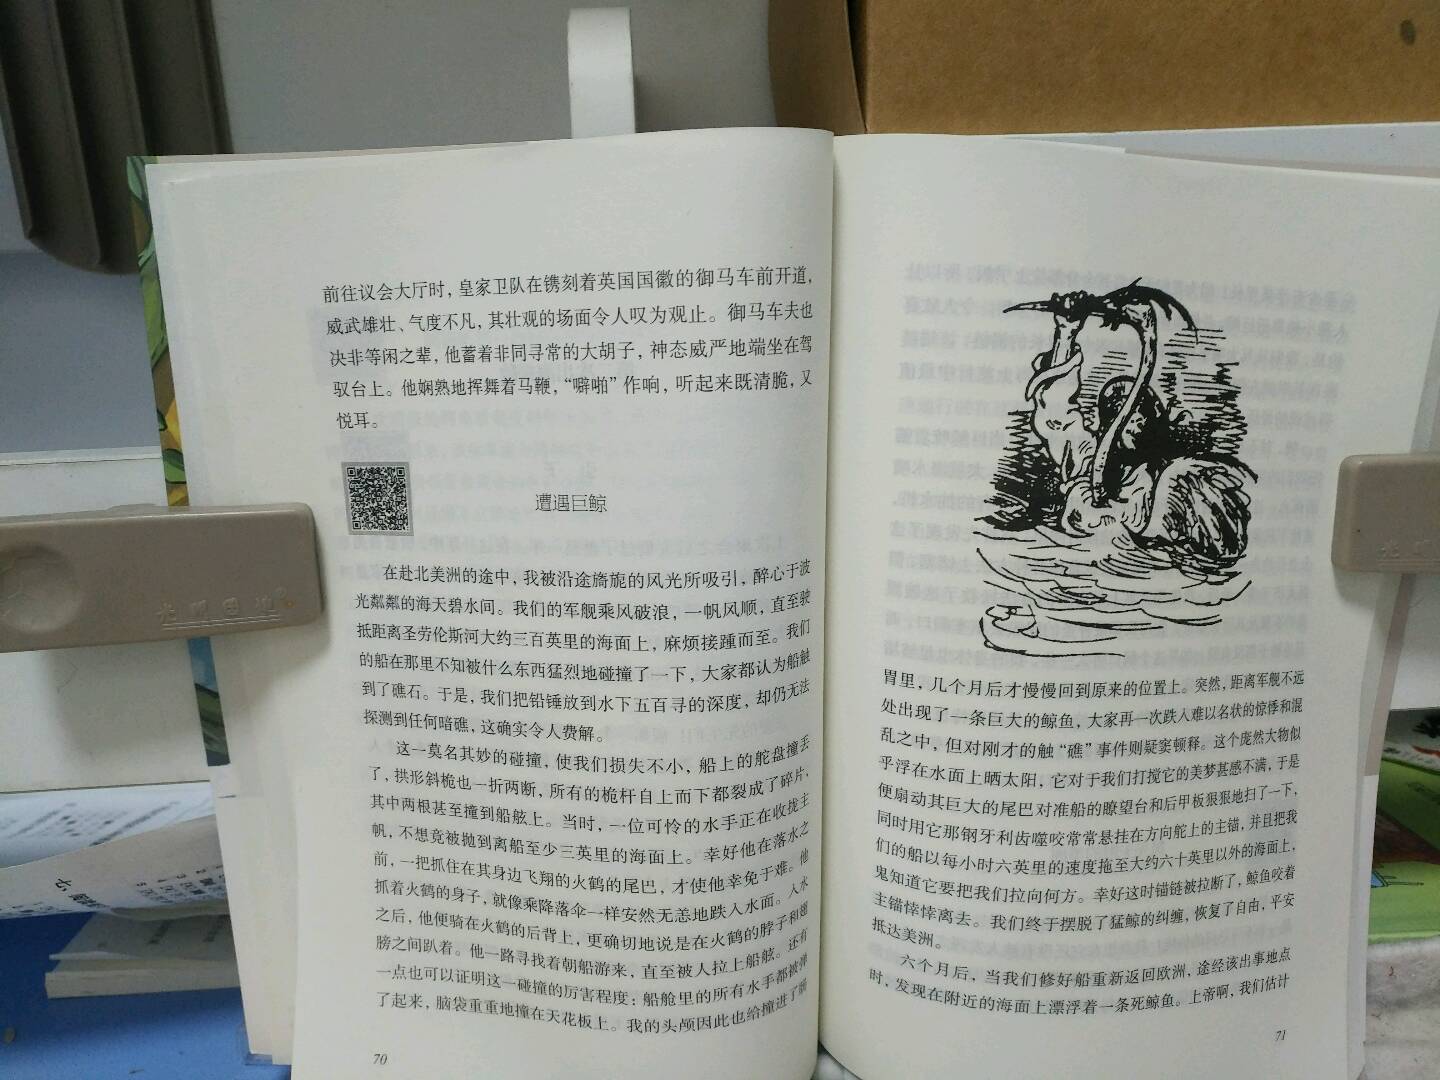 前往议会大厅时，皇家卫队在镌刻着英国国徽的御马车前开道，
威武雄壮、气度不凡，其壮观的场面令人叹为观止。御马车夫也
决非等闲之辈，他蓄着非同寻常的大胡子，神态威严地端坐在驾
驭台上。他娴熟地挥舞着马鞭，“噼啪”作响，听起来既清脆，又
悦耳。
遭遇巨鲸
在赴北美洲的途中，我被沿途旖旎的风光所吸引，醉心于波
光粼粼的海天碧水间。我们的军舰乘风破浪，一帆风顺，直至驶
抵距离圣劳伦斯河大约三百英里的海面上，麻烦接踵而至。我们
的船在那里不知被什么东西猛烈地碰撞了一下，大家都认为船触
到了礁石。于是，我们把铅锤放到水下五百寻的深度，却仍无法
探测到任何暗礁，这确实令人费解。
这一莫名其妙的碰撞，使我们损失不小，船上的舵盘撞丢
了，拱形斜桅也一折两断，所有的桅杆自上而下都裂成了碎片，
其中两根甚至撞到船舷上。当时，一位可怜的水手正在收拢主
帆，不想竟被抛到离船至少三英里的海面上。幸好他在落水之
前，一把抓住在其身边飞翔的火鹤的尾巴，才使他幸免于难。他
抓着火鹤的身子，就像乘降落伞一样安然无恙地跌入水面。入水
之后，他便骑在火鹤的后背上，更确切地说是在火鹤的脖子和翅
膀之间趴着。他一路寻找着朝船游来，直至被人拉上船舷。还有
一点也可以证明这一碰撞的厉害程度：船舱里的所有水手都被弹
了起来，脑袋重重地撞在天花板上。我的头颅因此也给撞进了
70
胃里，几个月后才慢慢回到原来的位置上。突然，距离军舰不远
处出现了一条巨大的鲸鱼，大家再一次跌入难以名状的惊悸和混
乱之中，但对刚才的触“礁”事件则疑窦顿释。这个庞然大物似
乎浮在水面上晒太阳，它对于我们打搅它的美梦甚感不满，于是
便扇动其巨大的尾巴对准船的瞭望台和后甲板狠狠地扫了一下，
同时用它那钢牙利齿噬咬常常悬挂在方向舵上的主锚，并且把我
们的船以每小时六英里的速度拖至大约六十英里以外的海面上，
鬼知道它要把我们拉向何方。幸好这时锚链被拉断了，鲸鱼咬着
主锚悻悻离去。我们终于摆脱了猛鲸的纠缠，恢复了自由，平安
抵达美洲。
六个月后，当我们修好船重新返回欧洲，途经该出事地点
时，发现在附近的海面上漂浮着一条死鲸鱼。上帝啊，我们估计
71